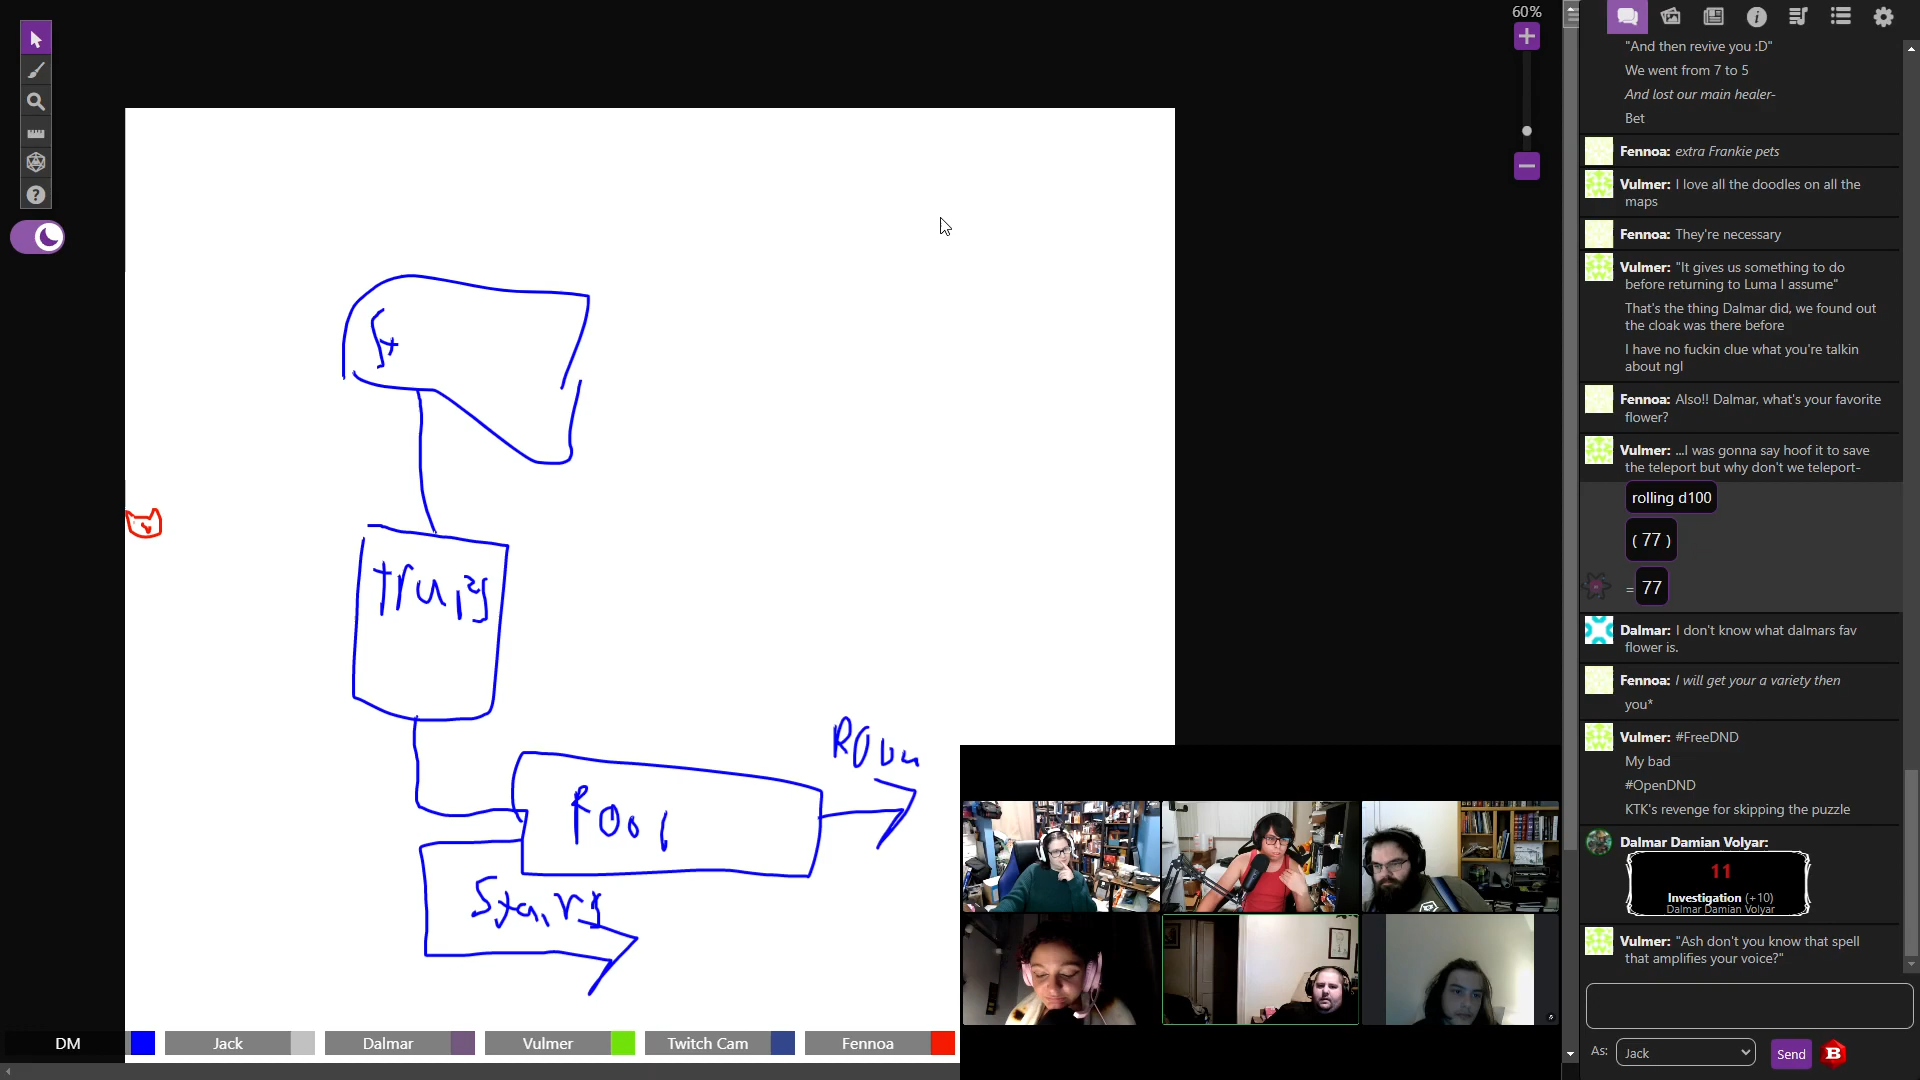 60%
"And then revive you :D"
We went from 7 to 5
And lost our main healer-
Bet
Fennoa: extra Frankie pets
Vulmer: I love all the doodles on all the
maps
Fennoa: They're necessary
Vulmer: "It gives us something to do
before returning to Luma I assume"
That's the thing Dalmar did, we found out
the cloak was there before
I have no fuckin clue what you're talkin
about ngl
Fennoa: Also!! Dalmar, what's your favorite
flower?
Vulmer: ...I was gonna say hoof it to save
the teleport but why don't we teleport-
rolling d100
( 77 )
= 77
Dalmar: I don't know what dalmars fav
flower is.
Fennoa: I will get your a variety then
you*
Vulmer: #FreeDND
My bad
#OpenDND
KTK's revenge for skipping the puzzle
Dalmar Damian Volyar:
11
Investigation (+10)
Dalmar Damian Volyar
Vulmer: "Ash don't you know that spell
that amplifies your voice?"
As: Jack
Send
B
Stairs
DM
Jack
Dalmar
Vulmer
Twitch Cam
Fennoa